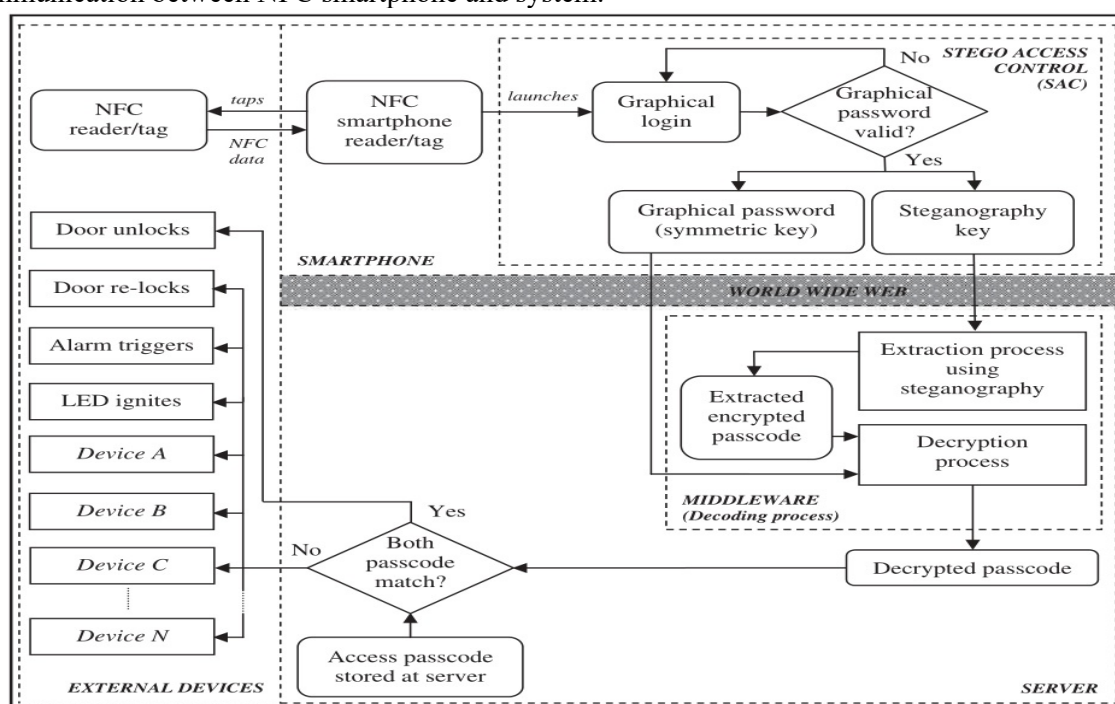 No
STEGO ACCESS
CONTROL
(SAC)
NFC
reader/tag
taps
NFC
data
NFC
smartphone
reader/tag
launches
Graphical
login
Graphical
password
valid?
Yes
Graphical password
(symmetric key)
Steganography
key
SMARTPHONE
WORLD WIDE WEB
Door unlocks
Door re-locks
Alarm triggers
LED ignites
Device A
Device B
Device C
Device N
Extraction process
using
steganography
Extracted
encrypted
passcode
Decryption
process
MIDDLEWARE
(Decoding process)
Yes
No
Both
passcode
match?
Decrypted passcode
Access passcode
stored at server
EXTERNAL DEVICES
SERVER